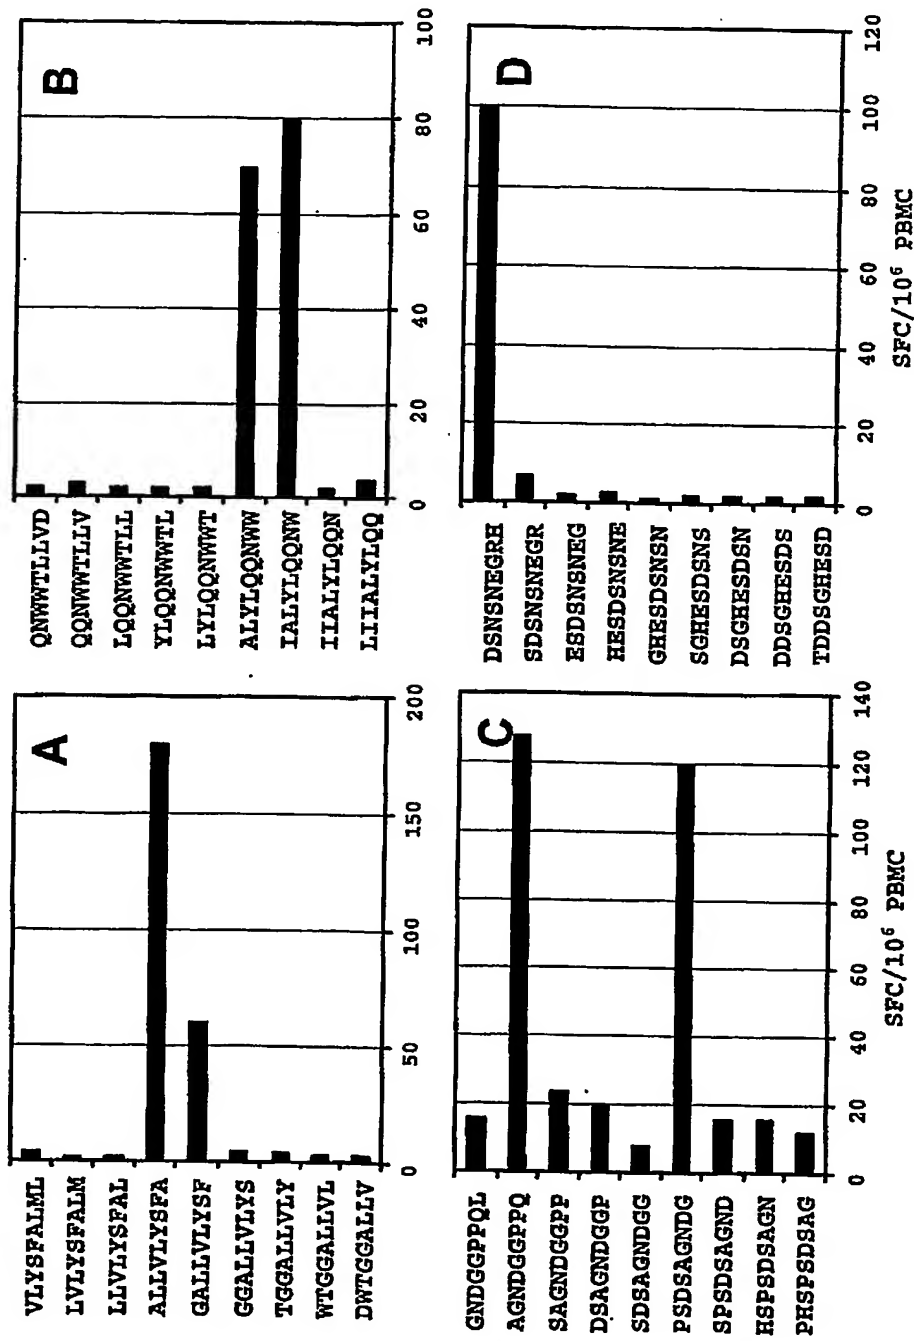 A
VLYSFALML
LVLYSFALM
LLVLYSFAL
ALLVLYSFA
GALLVLYSF
GGALLVLYS
TGGALLVLY
WTGGALLVL
DWTGGALLV
0 50 100 150 200
B
QNWWTLLVD
QQNWWTLLV
LQQNWWTLL
YLQQNWWTL
LYLQQNWWT
ALYLQQNWW
IALYLQQNW
IIALYLQQN
LIIALYLQQ
0 20 40 60 80 100
C
GNDGGPPQL
AGNDGGPPQ
SAGNDGGPP
DSAGNDGGP
SDSAGNDGG
PSDSAGNDG
SPSDSAGND
HSPSDSAGN
PHSPSDSAG
0 20 40 60 80 100 120 140
SFC/10⁶ PBMC
D
DSNSNEGRH
SDSNSNEGR
ESDSNSNEG
HESDSNSNE
GHESDSNSN
SGHESDSNS
DSGHESDSN
DDSGHESDS
TDDSGHESD
0 20 40 60 80 100 120
SFC/10⁶ PBMC